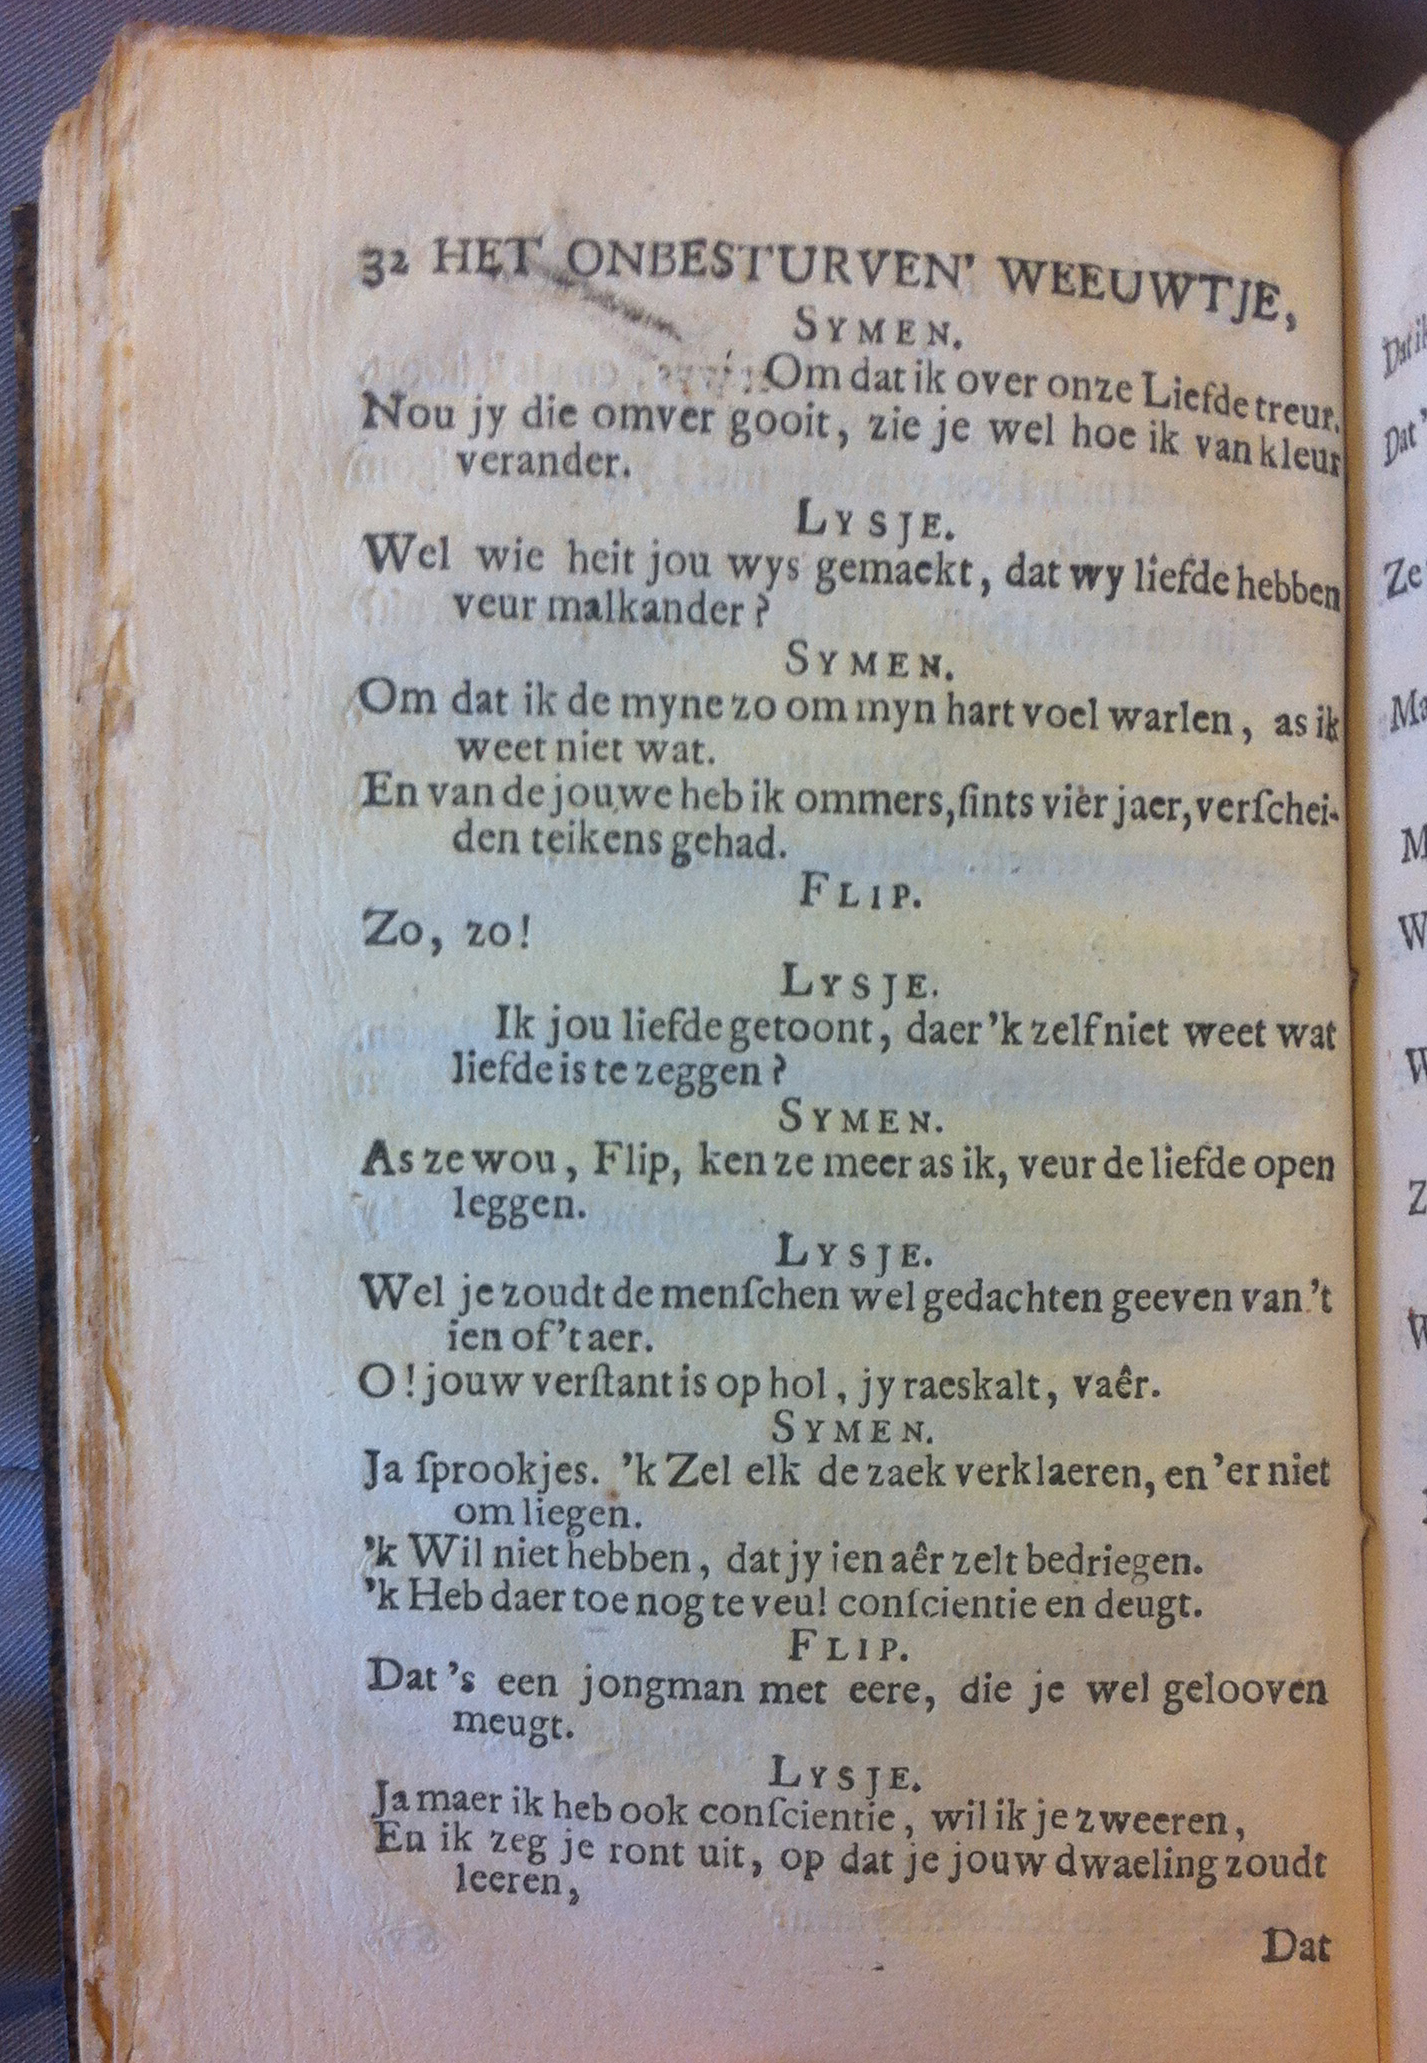 32 HET ONBESTURVEN' WEEUWTJE,
SYMEN.
Om dat ik over onze Liefde treur.
Nou jy die omver gooit, zie je wel hoe ik van kleur
verander.
LYSJE.
Wel wie heit jou wys gemaekt, dat wy liefde hebben
veur malkander?
SYMEN.
Om dat ik de myne zo om myn hart voel warlen, as ik
weet niet wat.
En van de jouwe heb ik ommers, ſints vier jaer, verſchei-
den teikens gehad.
FLIP.
Zo, zo!
LYSJE.
Ik jou liefde getoont, daer 'k zelf niet weet wat
liefde is te zeggen?
SYMEN.
As ze wou, Flip, ken ze meer as ik, veur de liefde open
leggen.
LYSJE.
Wel je zoudt de menſchen wel gedachten geeven van 't
ien of 't aer.
O! jouw verſtant is op hol, jy raeskalt, vaêr.
SYMEN.
Ja ſprookjes. 'k Zel elk de zaek verklaeren, en 'er niet
om liegen.
'k Wil niet hebben, dat jy ien aêr zelt bedriegen.
'k Heb daer toe nog te veul conſcientie en deugt.
FLIP.
Dat 's een jongman met eere, die je wel gelooven
meugt.
LYSJE.
Ja maer ik heb ook conſcientie, wil ik je zweeren,
En ik zeg je ront uit, op dat je jouw dwaeling zoudt
leeren,
Dat
Dat
Ze
M
W
W
Z
W